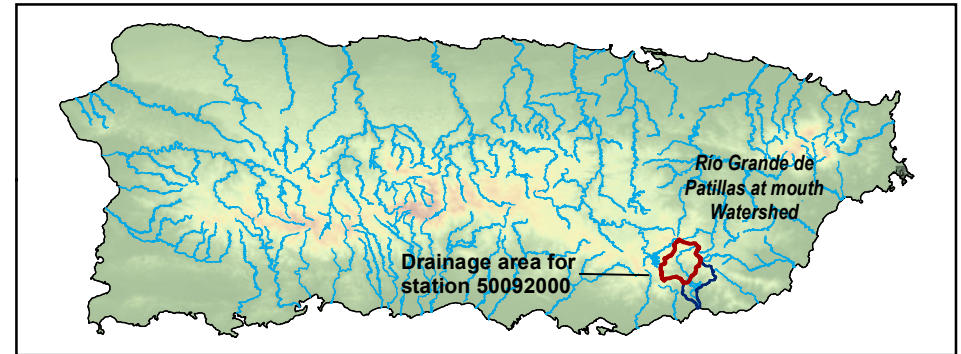 Río Grande de
Patillas at mouth
Watershed
Drainage area for
station 50092000